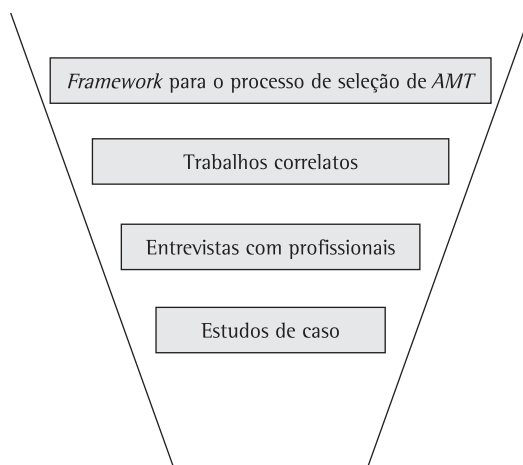 Framework para o processo de seleção de AMT
Trabalhos correlatos
Entrevistas com profissionais
Estudos de caso